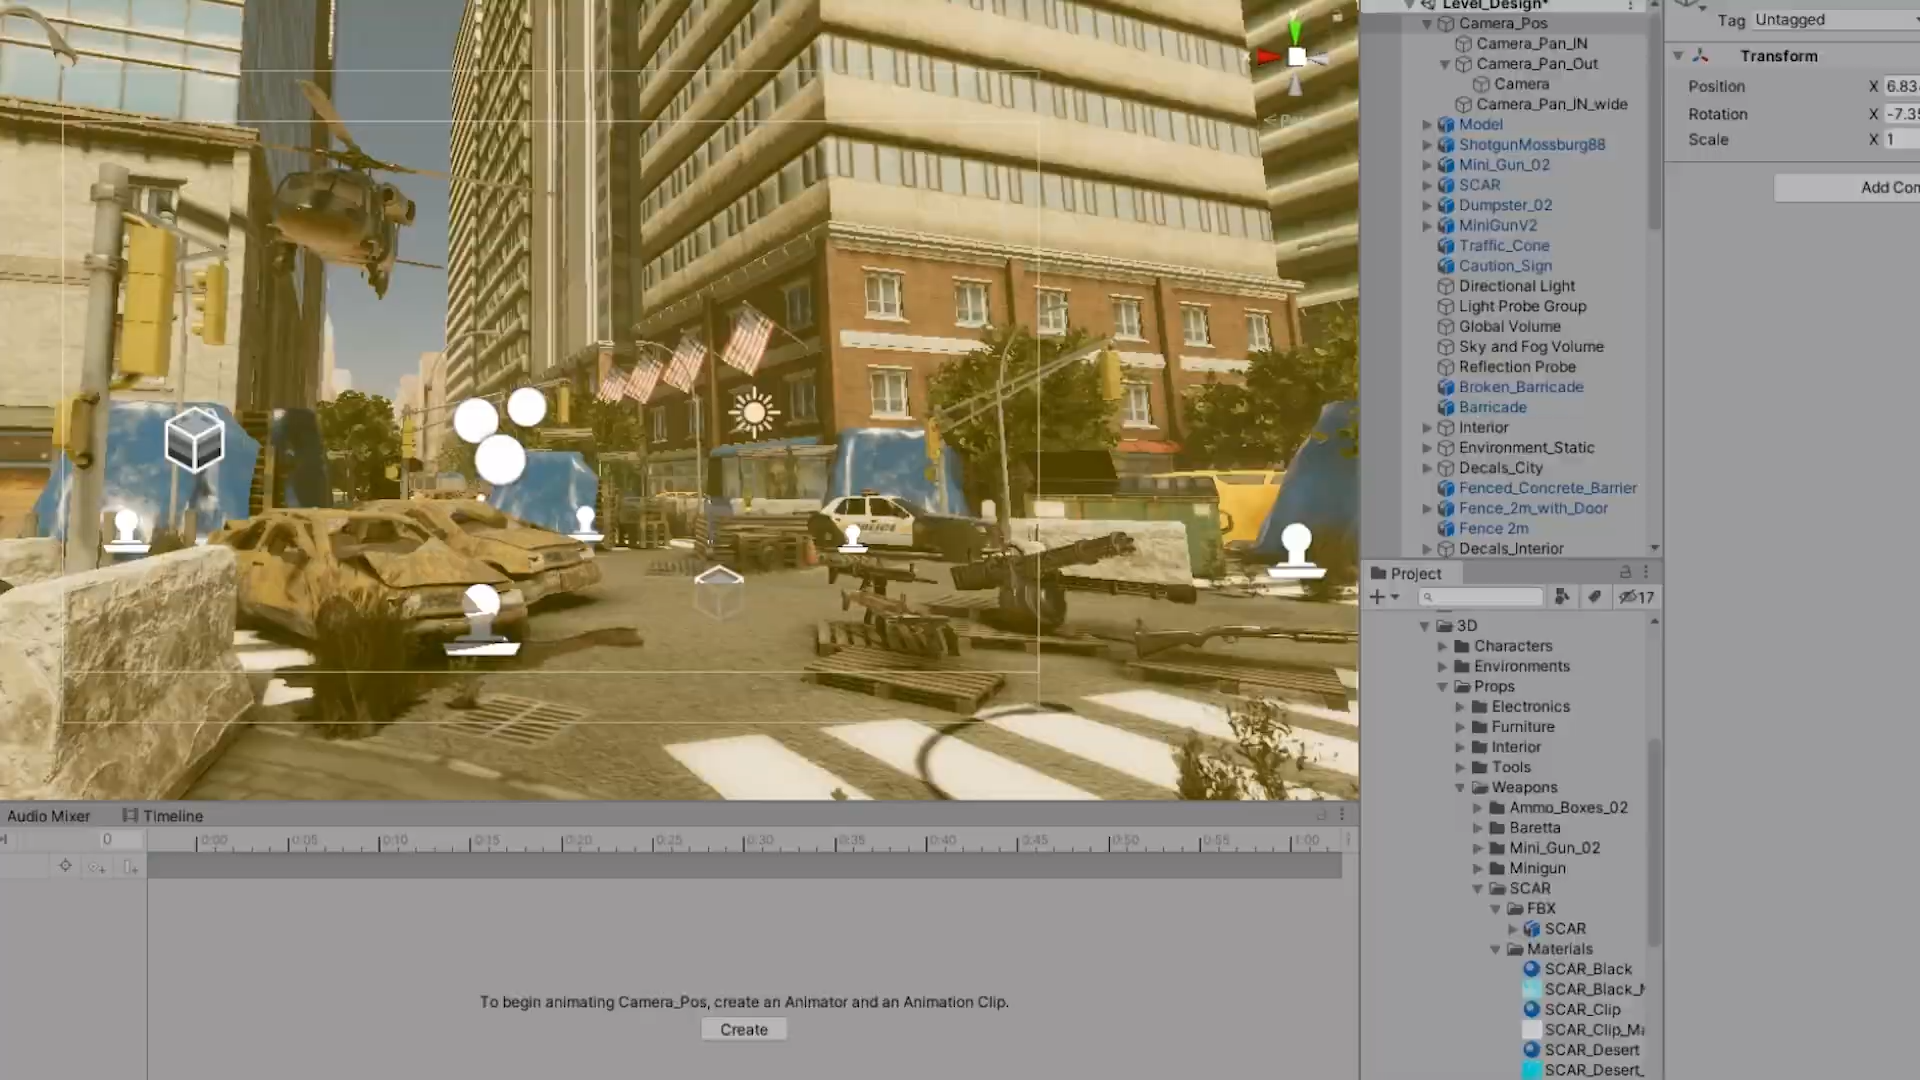 Level_Design*
Camera_Pos
Camera_Pan_IN
Camera_Pan_Out
Camera
Camera_Pan_IN_wide
Model
ShotgunMossburg88
Mini_Gun_02
SCAR
Dumpster_02
MiniGunV2
Traffic_Cone
Caution_Sign
Directional Light
Light Probe Group
Global Volume
Sky and Fog Volume
Reflection Probe
Broken_Barricade
Barricade
Interior
Environment_Static
Decals_City
Fenced_Concrete_Barrier
Fence_2m_with_Door
Fence 2m
Decals_Interior
Tag Untagged
Transform
Position X 6.83
Rotation X -7.35
Scale X 1
Add Con
POLICE
Project
17
3D
Characters
Environments
Props
Electronics
Furniture
Interior
Tools
Weapons
Ammo_Boxes_02
Baretta
Mini_Gun_02
Minigun
SCAR
FBX
SCAR
Materials
SCAR_Black
SCAR_Black_M
SCAR_Clip
SCAR_Clip_Ma
SCAR_Desert
SCAR_Desert_
Audio Mixer Timeline
0 0:00 0:05 0:10 0:15 0:20 0:25 0:30 0:35 0:40 0:45 0:50 0:55 1:00
To begin animating Camera_Pos, create an Animator and an Animation Clip.
Create